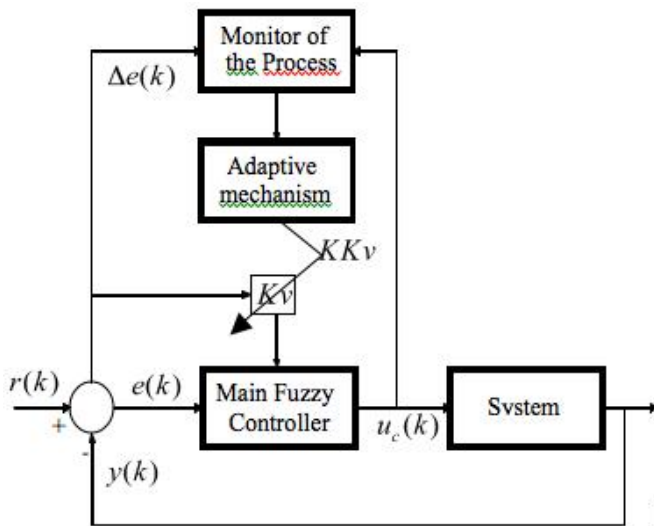 Monitor of
the Process
Δe(k)
Adaptive
mechanism
KKv
Kv
r(k)
e(k)
Main Fuzzy
Controller
u_c(k)
Svstem
+
-
y(k)